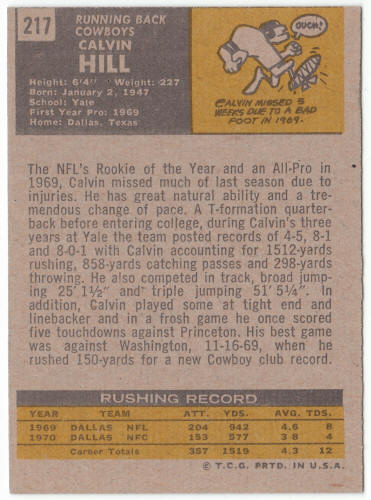 217
RUNNING BACK
COWBOYS
CALVIN
HILL
Height: 6'4" Weight: 227
Born: January 2, 1947
School: Yale
First Year Pro: 1969
Home: Dallas, Texas
OUCH!
CALVIN MISSED 5
WEEKS DUE TO A BAD
FOOT IN 1969.
The NFL's Rookie of the Year and an All-Pro in
1969, Calvin missed much of last season due to
injuries. He has great natural ability and a tre-
mendous change of pace. A T-formation quarter-
back before entering college, during Calvin's three
years at Yale the team posted records of 4-5, 8-1
and 8-0-1 with Calvin accounting for 1512-yards
rushing, 858-yards catching passes and 298-yards
throwing. He also competed in track, broad jump-
ing 25' 1½" and triple jumping 51' 5¼". In
addition, Calvin played some at tight end and
linebacker and in a frosh game he once scored
five touchdowns against Princeton. His best game
was against Washington, 11-16-69, when he
rushed 150-yards for a new Cowboy club record.
RUSHING RECORD
YEAR TEAM ATT. YDS. AVG. TDS.
1969 DALLAS NFL 204 942 4.6 8
1970 DALLAS NFC 153 577 3.8 4
Career Totals 357 1519 4.3 12
© T.C.G. PRTD. IN U.S.A.